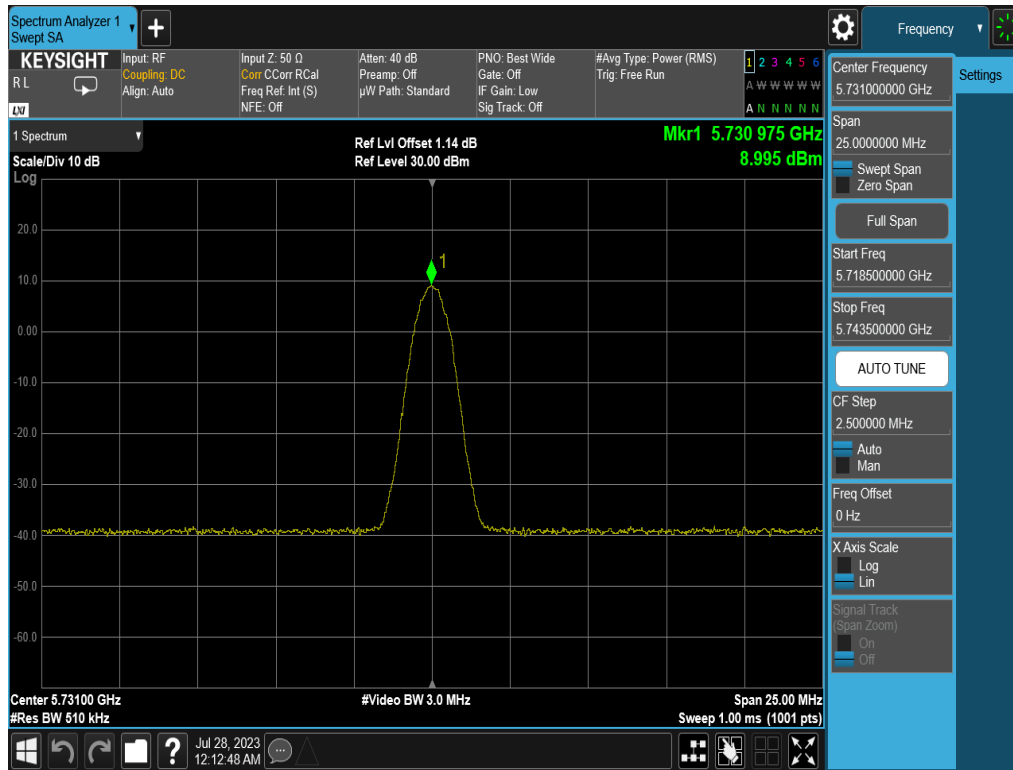 Spectrum Analyzer 1
Swept SA
+
Frequency
KEYSIGHT
R L
LXI
Input: RF
Coupling: DC
Align: Auto
Input Z: 50 Ω
Corr CCorr RCal
Freq Ref: Int (S)
NFE: Off
Atten: 40 dB
Preamp: Off
µW Path: Standard
PNO: Best Wide
Gate: Off
IF Gain: Low
Sig Track: Off
#Avg Type: Power (RMS)
Trig: Free Run
1 2 3 4 5 6
A W W W W W
A N N N N N
Center Frequency
5.731000000 GHz
Settings
Span
25.0000000 MHz
Swept Span
Zero Span
Full Span
Start Freq
5.718500000 GHz
Stop Freq
5.743500000 GHz
AUTO TUNE
CF Step
2.500000 MHz
Auto
Man
Freq Offset
0 Hz
X Axis Scale
Log
Lin
Signal Track
(Span Zoom)
On
Off
1 Spectrum
Scale/Div 10 dB
Log
Ref Lvl Offset 1.14 dB
Ref Level 30.00 dBm
Mkr1 5.730 975 GHz
8.995 dBm
1
20.0
10.0
0.00
-10.0
-20.0
-30.0
-40.0
-50.0
-60.0
Center 5.73100 GHz
#Res BW 510 kHz
#Video BW 3.0 MHz
Span 25.00 MHz
Sweep 1.00 ms (1001 pts)
?
Jul 28, 2023
12:12:48 AM